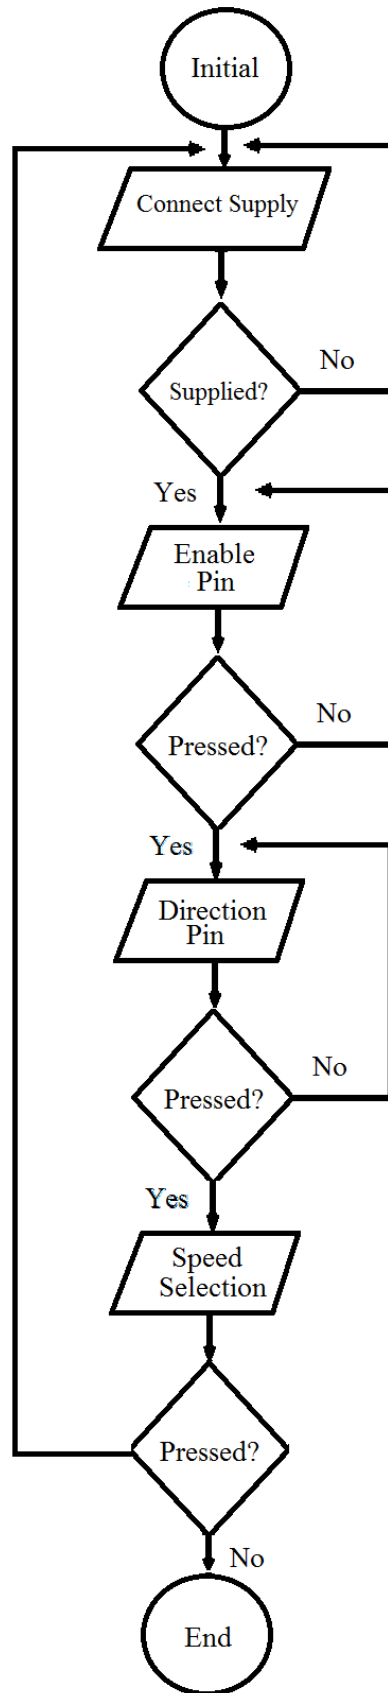 Initial
Connect Supply
Supplied?
No
Yes
Enable
Pin
Pressed?
No
Yes
Direction
Pin
Pressed?
No
Yes
Speed
Selection
Pressed?
No
End